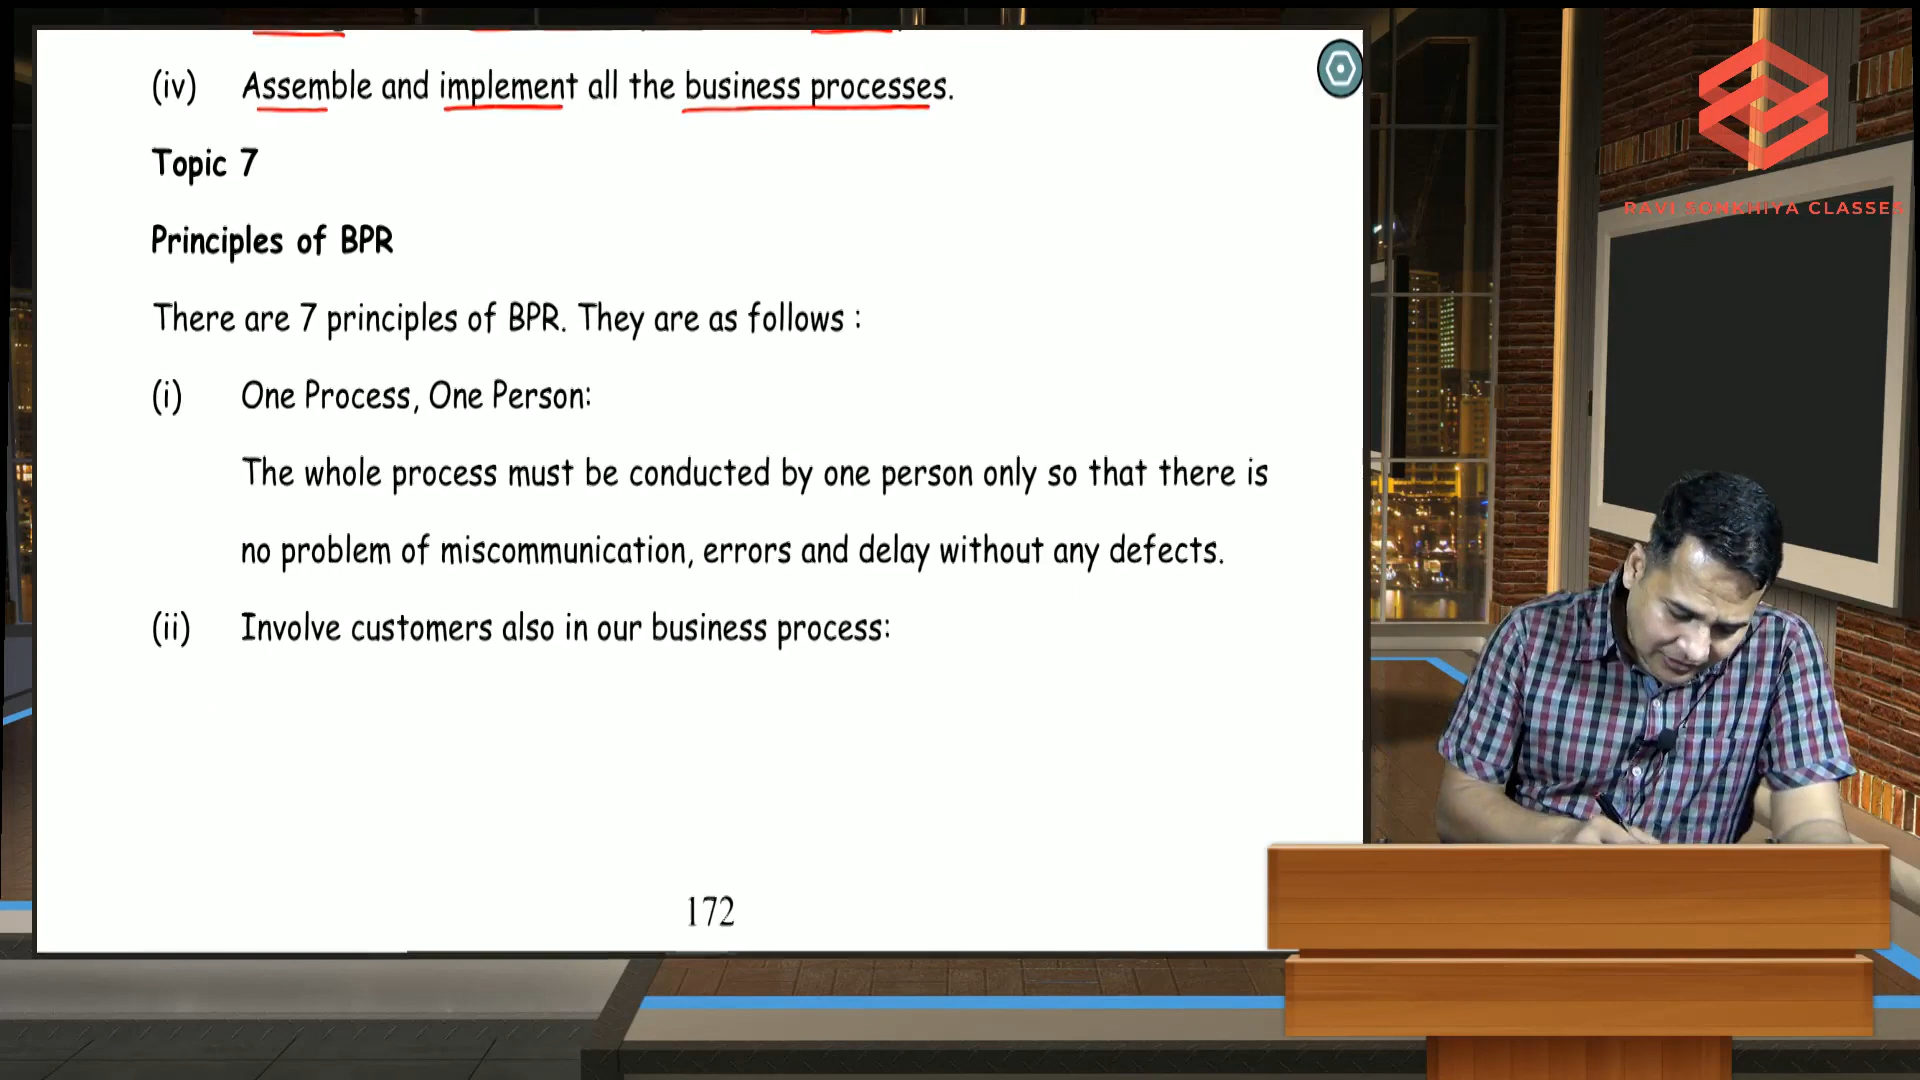 (iv) Assemble and implement all the business processes.
Topic 7
Principles of BPR
There are 7 principles of BPR. They are as follows :
(i) One Process, One Person:
The whole process must be conducted by one person only so that there is
no problem of miscommunication, errors and delay without any defects.
(ii) Involve customers also in our business process:
172
RAVI SONKHIYA CLASSES